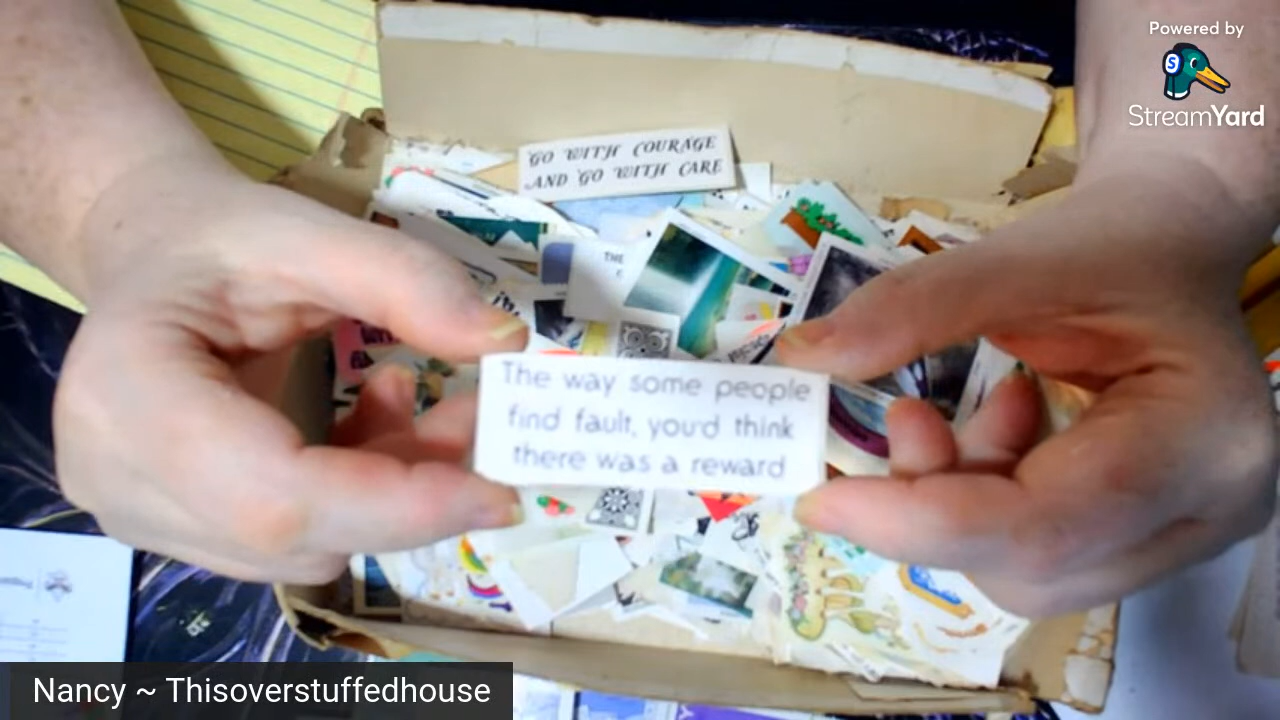 Powered by
StreamYard
GO WITH COURAGE
AND GO WITH CARE
THE
The way some people
find fault, you'd think
there was a reward
Nancy ~ Thisoverstuffedhouse